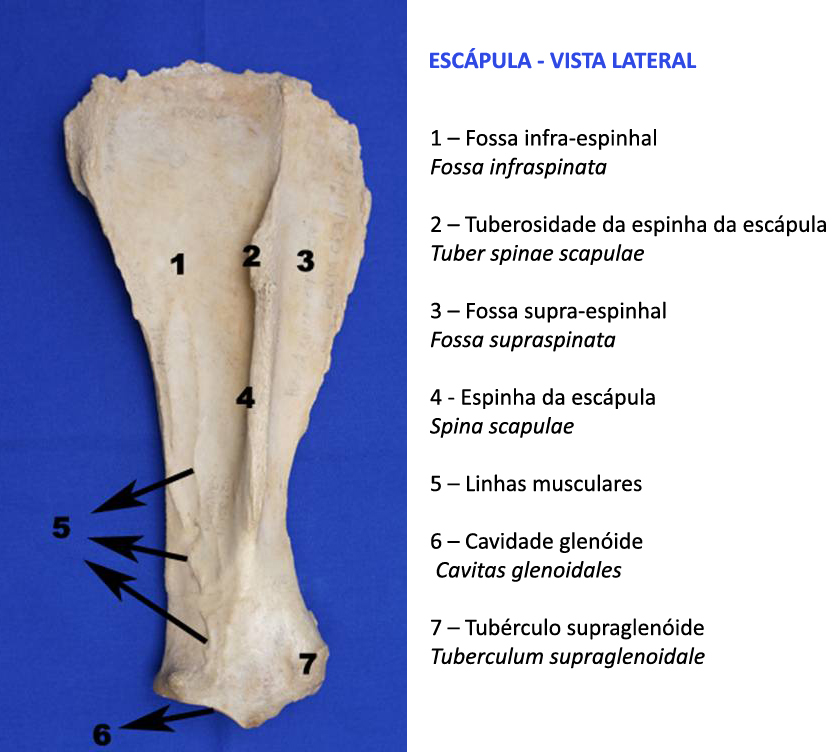 ESCÁPULA - VISTA LATERAL
1 – Fossa infra-espinhal
Fossa infraspinata
2 – Tuberosidade da espinha da escápula
Tuber spinae scapulae
3 – Fossa supra-espinhal
Fossa supraspinata
4 - Espinha da escápula
Spina scapulae
5 – Linhas musculares
6 – Cavidade glenóide
Cavitas glenoidales
7 – Tubérculo supraglenóide
Tuberculum supraglenoidale
1
2
3
4
5
7
6